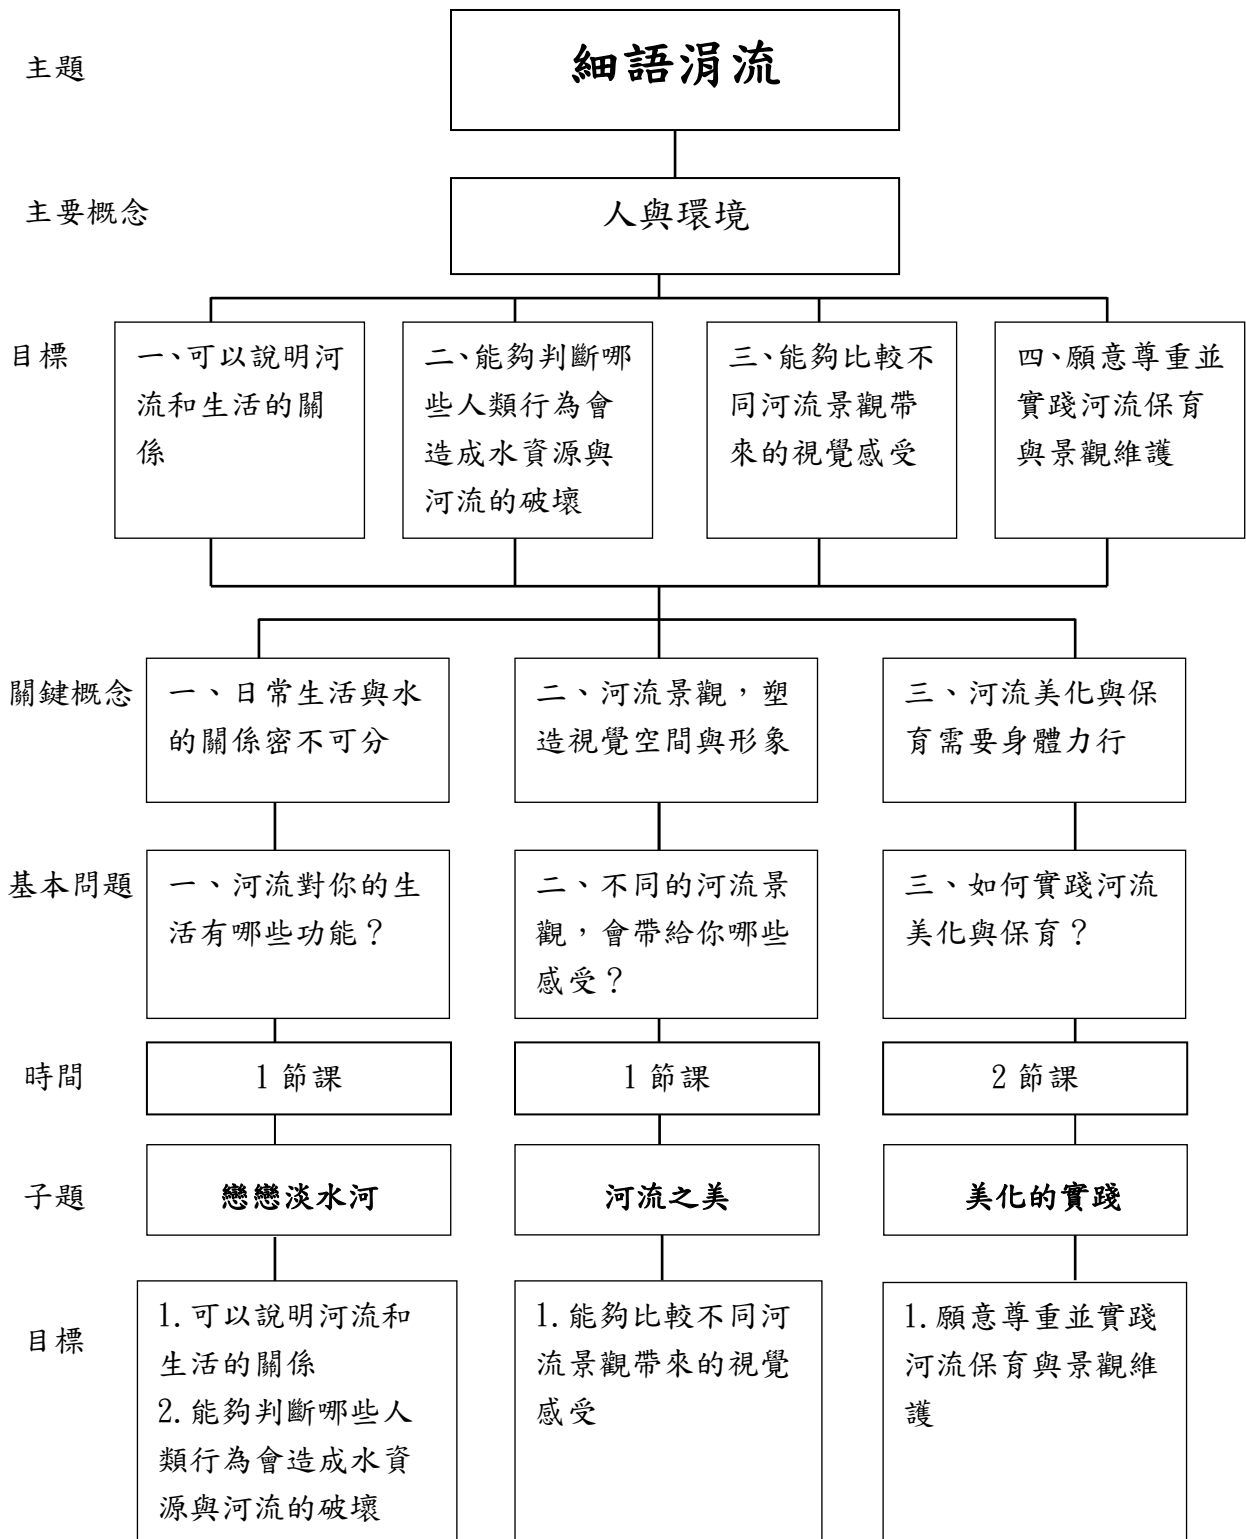 主題
細語涓流
主要概念
人與環境
目標
一、可以說明河
流和生活的關
係
二、能夠判斷哪
些人類行為會
造成水資源與
河流的破壞
三、能夠比較不
同河流景觀帶
來的視覺感受
四、願意尊重並
實踐河流保育
與景觀維護
關鍵概念
一、日常生活與水
的關係密不可分
二、河流景觀，塑
造視覺空間與形象
三、河流美化與保
育需要身體力行
基本問題
一、河流對你的生
活有哪些功能？
二、不同的河流景
觀，會帶給你哪些
感受？
三、如何實踐河流
美化與保育？
時間
1 節課
1 節課
2 節課
子題
戀戀淡水河
河流之美
美化的實踐
目標
1. 可以說明河流和
生活的關係
2. 能夠判斷哪些人
類行為會造成水資
源與河流的破壞
1. 能夠比較不同河
流景觀帶來的視覺
感受
1. 願意尊重並實踐
河流保育與景觀維
護